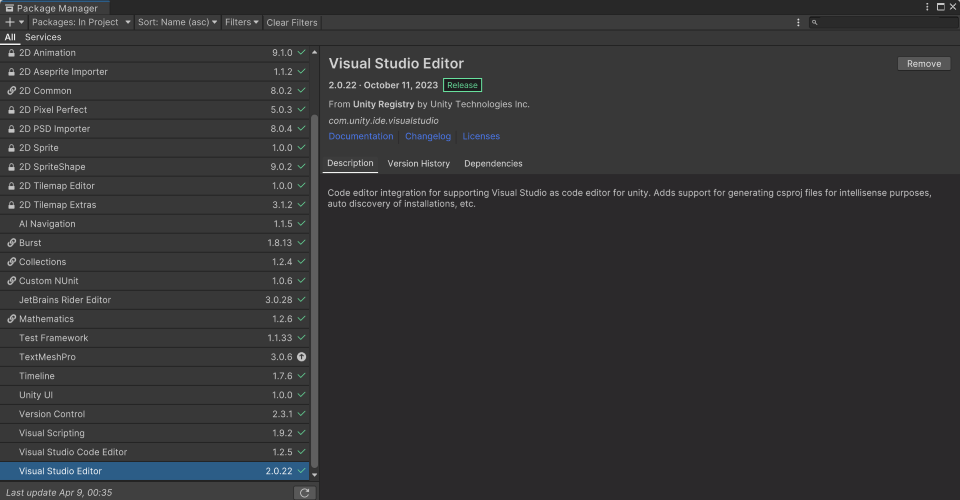 Package Manager
Packages: In Project Sort: Name (asc) Filters Clear Filters
All Services
2D Animation 9.1.0
2D Aseprite Importer 1.1.2
2D Common 8.0.2
2D Pixel Perfect 5.0.3
2D PSD Importer 8.0.4
2D Sprite 1.0.0
2D SpriteShape 9.0.2
2D Tilemap Editor 1.0.0
2D Tilemap Extras 3.1.2
AI Navigation 1.1.5
Burst 1.8.13
Collections 1.2.4
Custom NUnit 1.0.6
JetBrains Rider Editor 3.0.28
Mathematics 1.2.6
Test Framework 1.1.33
TextMeshPro 3.0.6
Timeline 1.7.6
Unity UI 1.0.0
Version Control 2.3.1
Visual Scripting 1.9.2
Visual Studio Code Editor 1.2.5
Visual Studio Editor 2.0.22
Last update Apr 9, 00:35
Visual Studio Editor
Remove
2.0.22 · October 11, 2023 Release
From Unity Registry by Unity Technologies Inc.
com.unity.ide.visualstudio
Documentation Changelog Licenses
Description Version History Dependencies
Code editor integration for supporting Visual Studio as code editor for unity. Adds support for generating csproj files for intellisense purposes,
auto discovery of installations, etc.